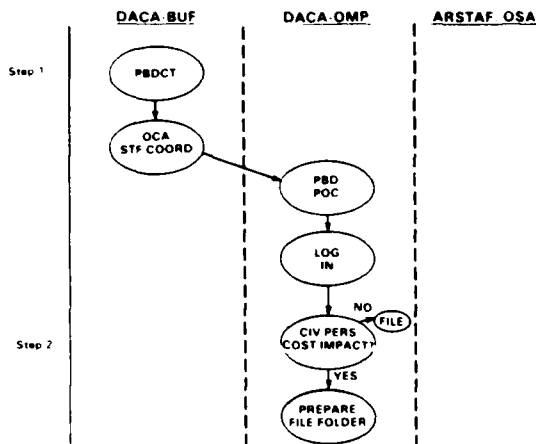 DACA-BUF
DACA-OMP
ARSTAF OSA
Step 1
PBDCT
OCA
STF COORD
PBD
POC
LOG
IN
NO
FILE
Step 2
CIV PERS
COST IMPACT?
YES
PREPARE
FILE FOLDER